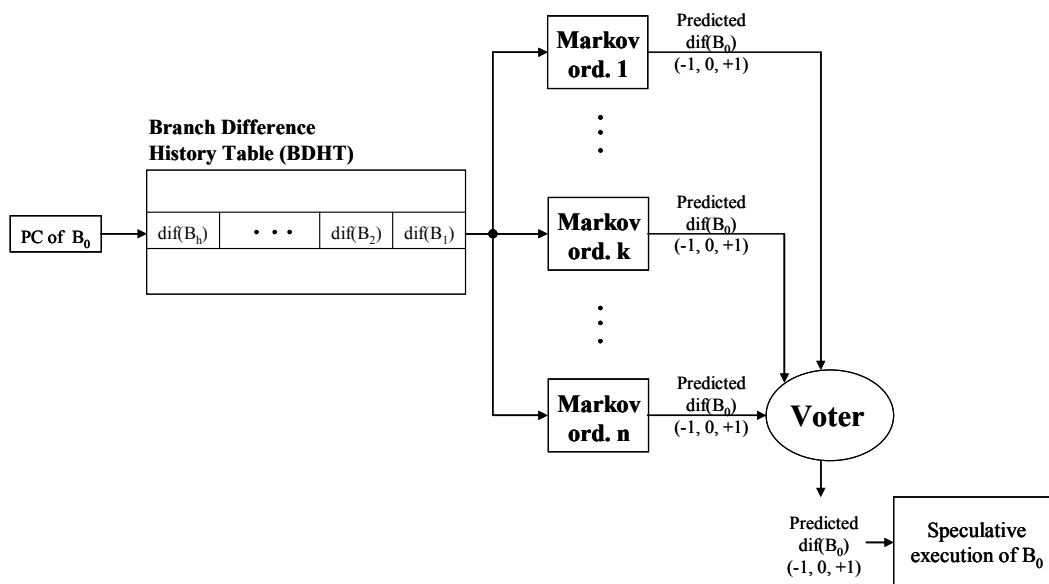 Branch Difference
History Table (BDHT)
PC of B₀
dif(Bₕ)
• • •
dif(B₂)
dif(B₁)
Markov
ord. 1
Predicted
dif(B₀)
(-1, 0, +1)
Markov
ord. k
Predicted
dif(B₀)
(-1, 0, +1)
Markov
ord. n
Predicted
dif(B₀)
(-1, 0, +1)
Voter
Predicted
dif(B₀)
(-1, 0, +1)
Speculative
execution of B₀